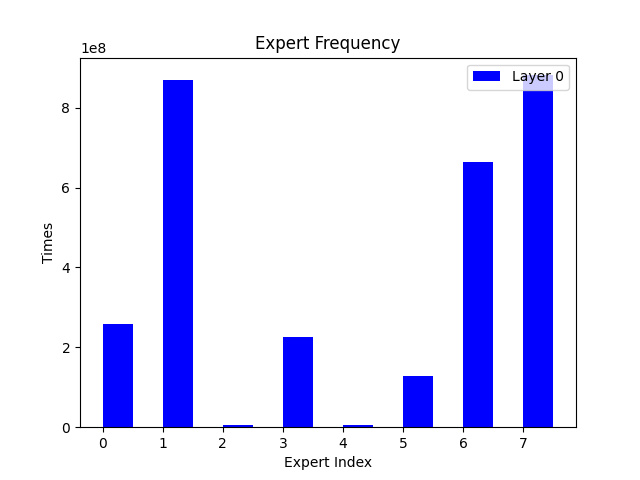 Expert Frequency
1e8
Layer 0
8
6
4
2
0
Times
0 1 2 3 4 5 6 7
Expert Index